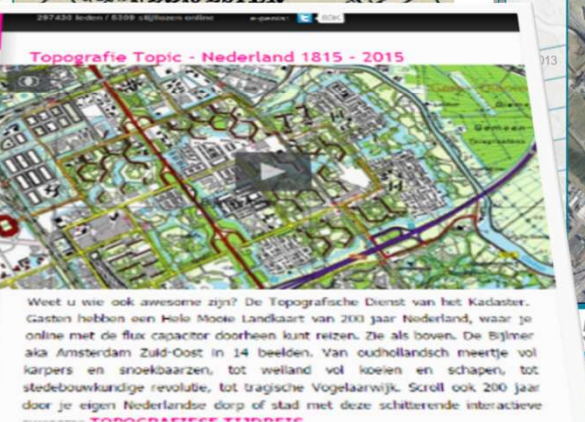 297430 leden / 6309 stijllozen online
Topografie Topic - Nederland 1815 - 2015
Weet u wie ook awesome zijn? De Topografische Dienst van het Kadaster.
Gasten hebben een Hele Mooie Landkaart van 200 jaar Nederland, waar je
online met de flux capacitor doorheen kunt reizen. Zie als boven. De Bijlmer
aka Amsterdam Zuid-Oost in 14 beelden. Van oudhollandsch meertje vol
karpers en snoekbaarzen, tot weiland vol koeien en schapen, tot
stedebouwkundige revolutie, tot tragische Vogelaarwijk. Scroll ook 200 jaar
door je eigen Nederlandse dorp of stad met deze schitterende interactieve
TOPOGRAFIESE TIJDREIS